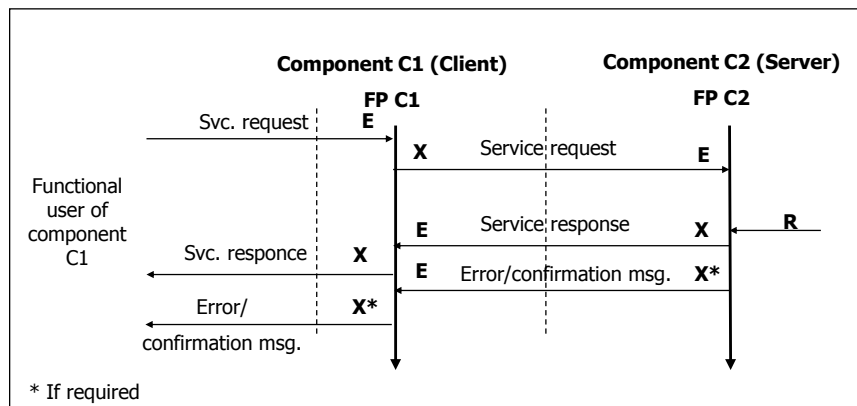 Component C1 (Client)
Component C2 (Server)
FP C1
FP C2
Svc. request
E
X
Service request
E
Functional
user of
component
C1
E
Service response
X
R
Svc. responce
X
E
Error/confirmation msg.
X*
Error/
X*
confirmation msg.
* If required